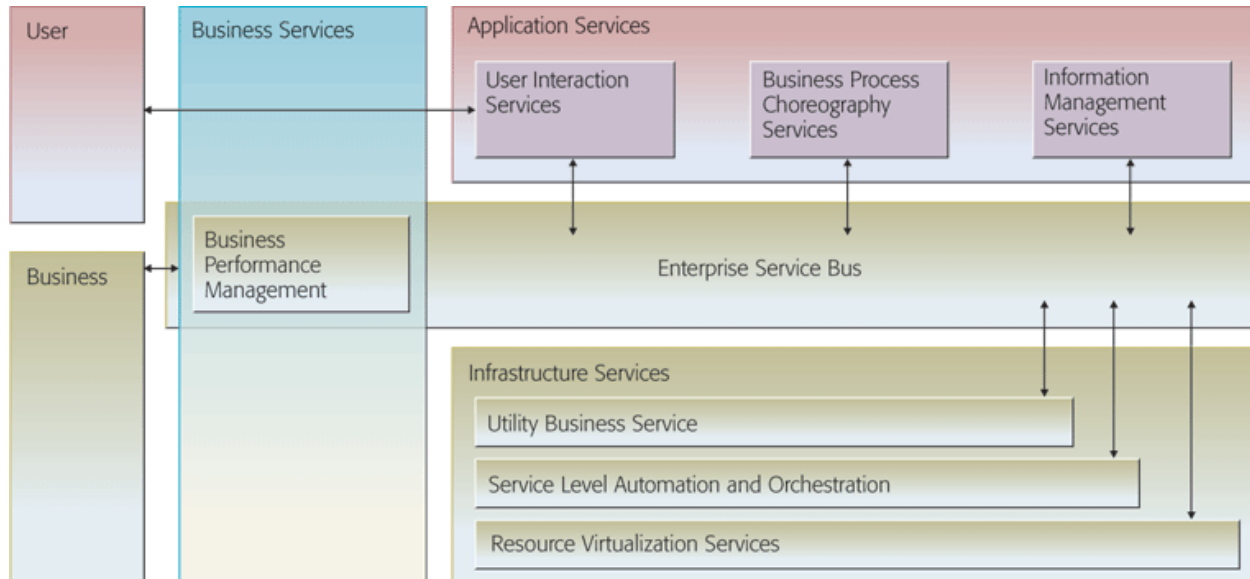 User
Business Services
Application Services
User Interaction
Services
Business Process
Choreography
Services
Information
Management
Services
Business
Performance
Management
Enterprise Service Bus
Business
Infrastructure Services
Utility Business Service
Service Level Automation and Orchestration
Resource Virtualization Services